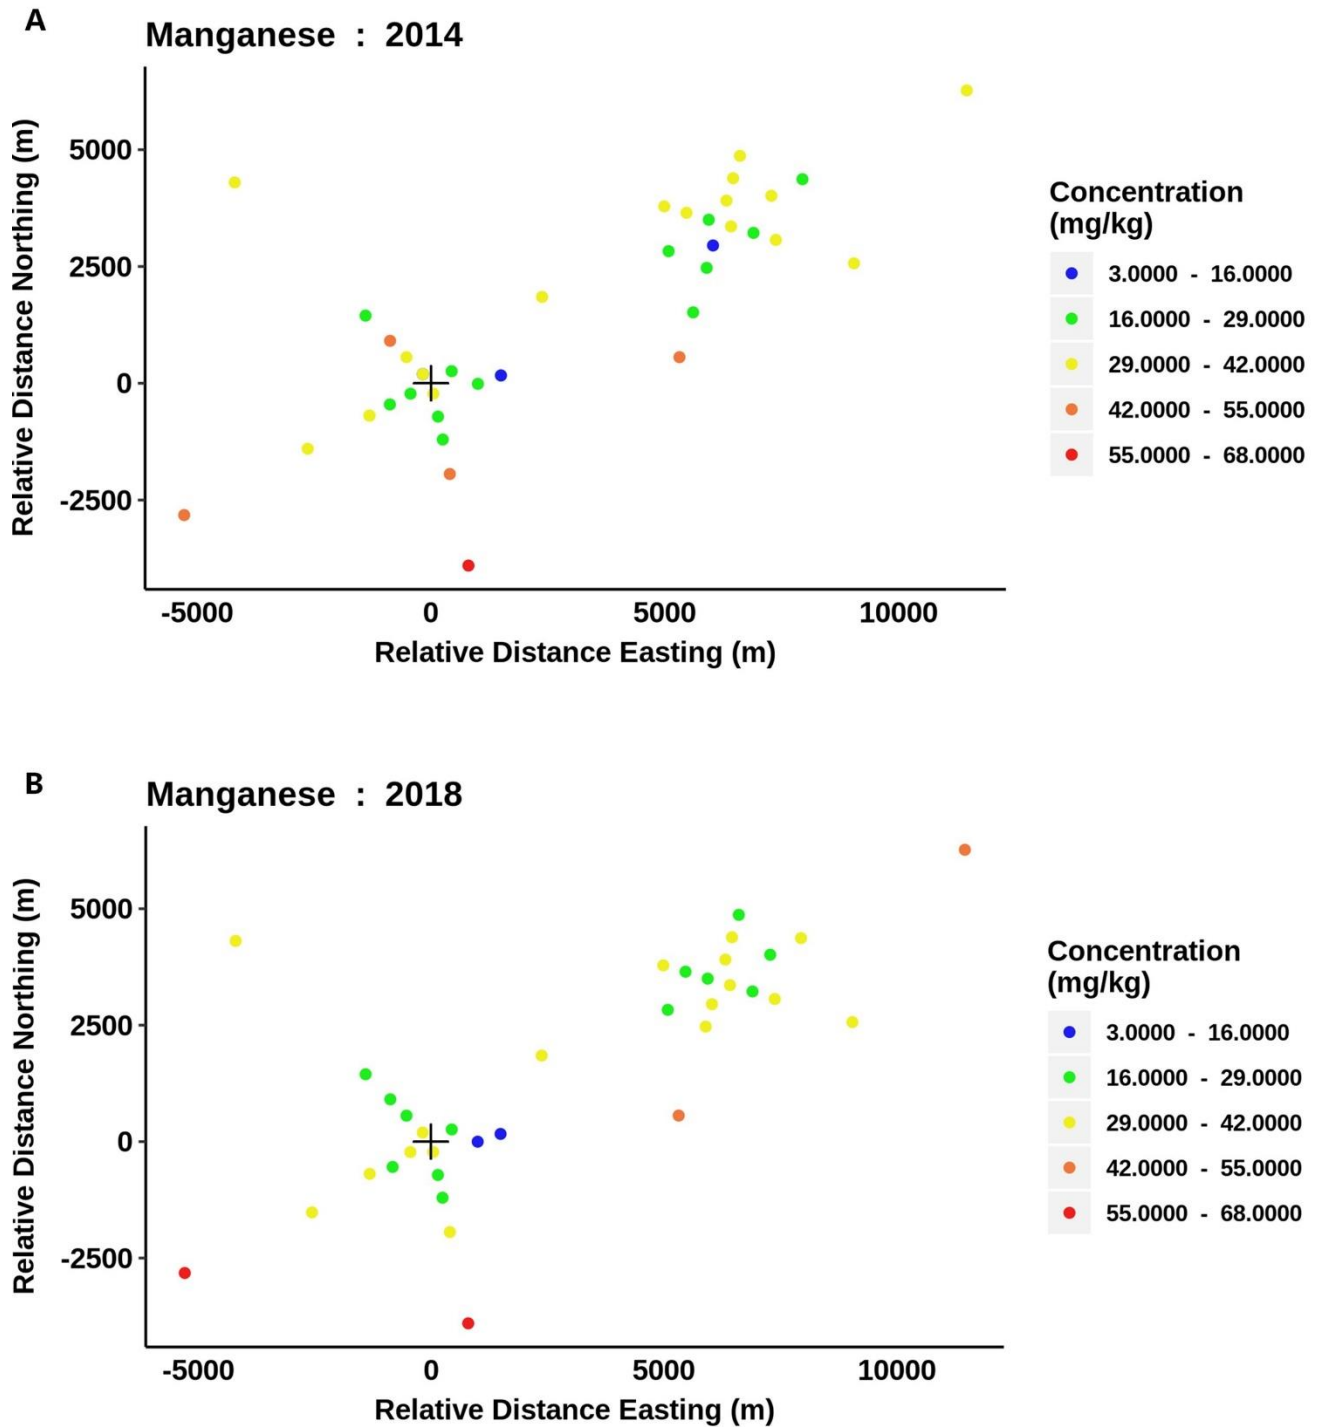 A
Manganese : 2014
Relative Distance Northing (m)
5000
2500
0
-2500
-5000 0 5000 10000
Relative Distance Easting (m)
Concentration
(mg/kg)
3.0000 - 16.0000
16.0000 - 29.0000
29.0000 - 42.0000
42.0000 - 55.0000
55.0000 - 68.0000
B
Manganese : 2018
Relative Distance Northing (m)
5000
2500
0
-2500
-5000 0 5000 10000
Relative Distance Easting (m)
Concentration
(mg/kg)
3.0000 - 16.0000
16.0000 - 29.0000
29.0000 - 42.0000
42.0000 - 55.0000
55.0000 - 68.0000